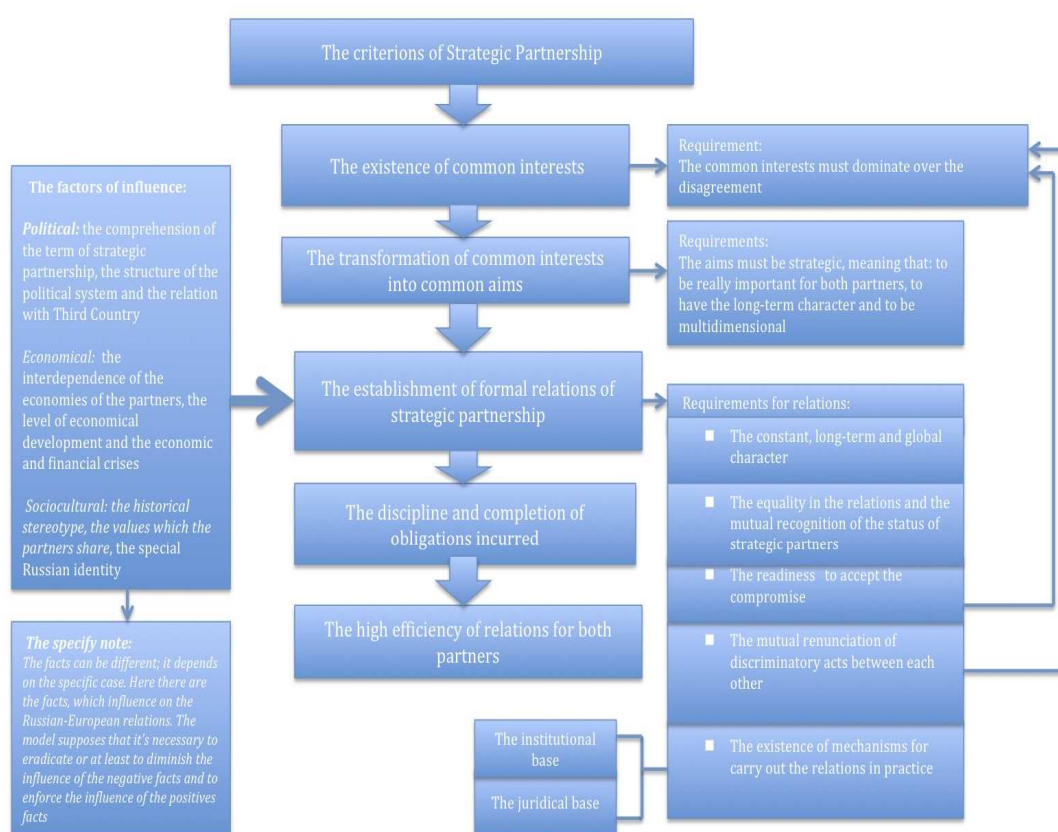 The criterions of Strategic Partnership
The existence of common interests
Requirement:
The common interests must dominate over the
disagreement
The factors of influence:
Political: the comprehension of
the term of strategic
partnership, the structure of the
political system and the relation
with Third Country
Economical: the
interdependence of the
economies of the partners, the
level of economical
development and the economic
and financial crises
Sociocultural: the historical
stereotype, the values which the
partners share, the special
Russian identity
The transformation of common interests
into common aims
Requirements:
The aims must be strategic, meaning that: to
be really important for both partners, to
have the long-term character and to be
multidimensional
The establishment of formal relations of
strategic partnership
Requirements for relations:
The constant, long-term and global
character
The equality in the relations and the
mutual recognition of the status of
strategic partners
The readiness to accept the
compromise
The mutual renunciation of
discriminatory acts between each
other
The existence of mechanisms for
carry out the relations in practice
The discipline and completion of
obligations incurred
The high efficiency of relations for both
partners
The institutional
base
The juridical base
The specify note:
The facts can be different; it depends
on the specific case. Here there are
the facts, which influence on the
Russian-European relations. The
model supposes that it's necessary to
eradicate or at least to diminish the
influence of the negative facts and to
enforce the influence of the positives
facts